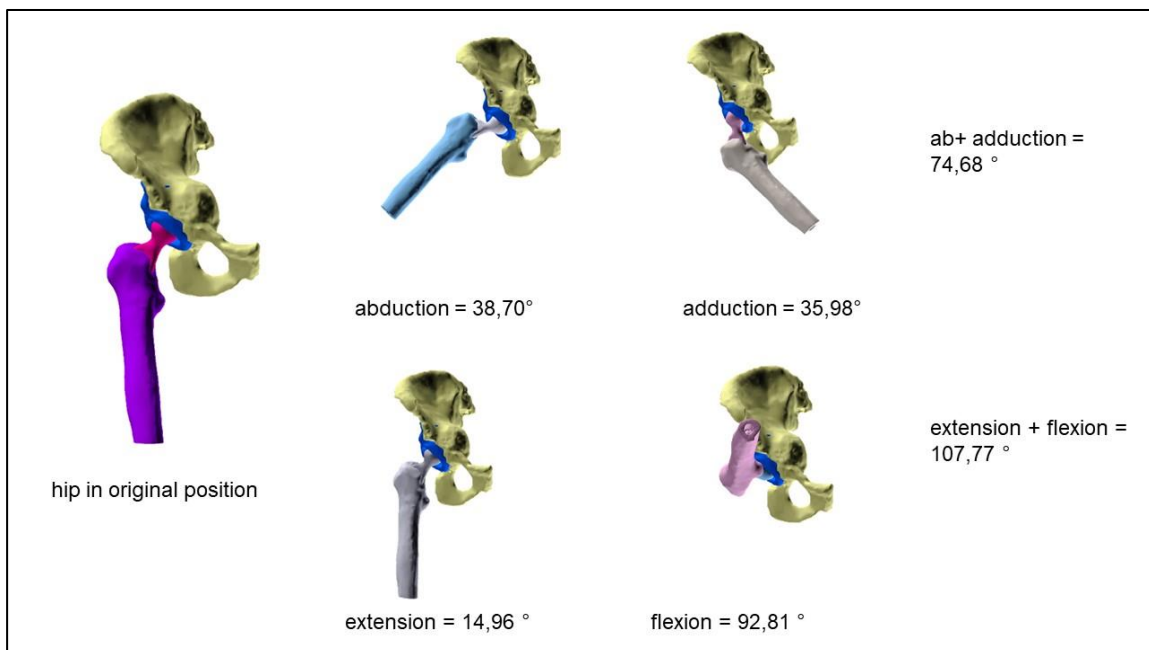 ab+ adduction =
74,68 °
abduction = 38,70°
adduction = 35,98°
extension + flexion =
107,77 °
hip in original position
extension = 14,96 °
flexion = 92,81 °